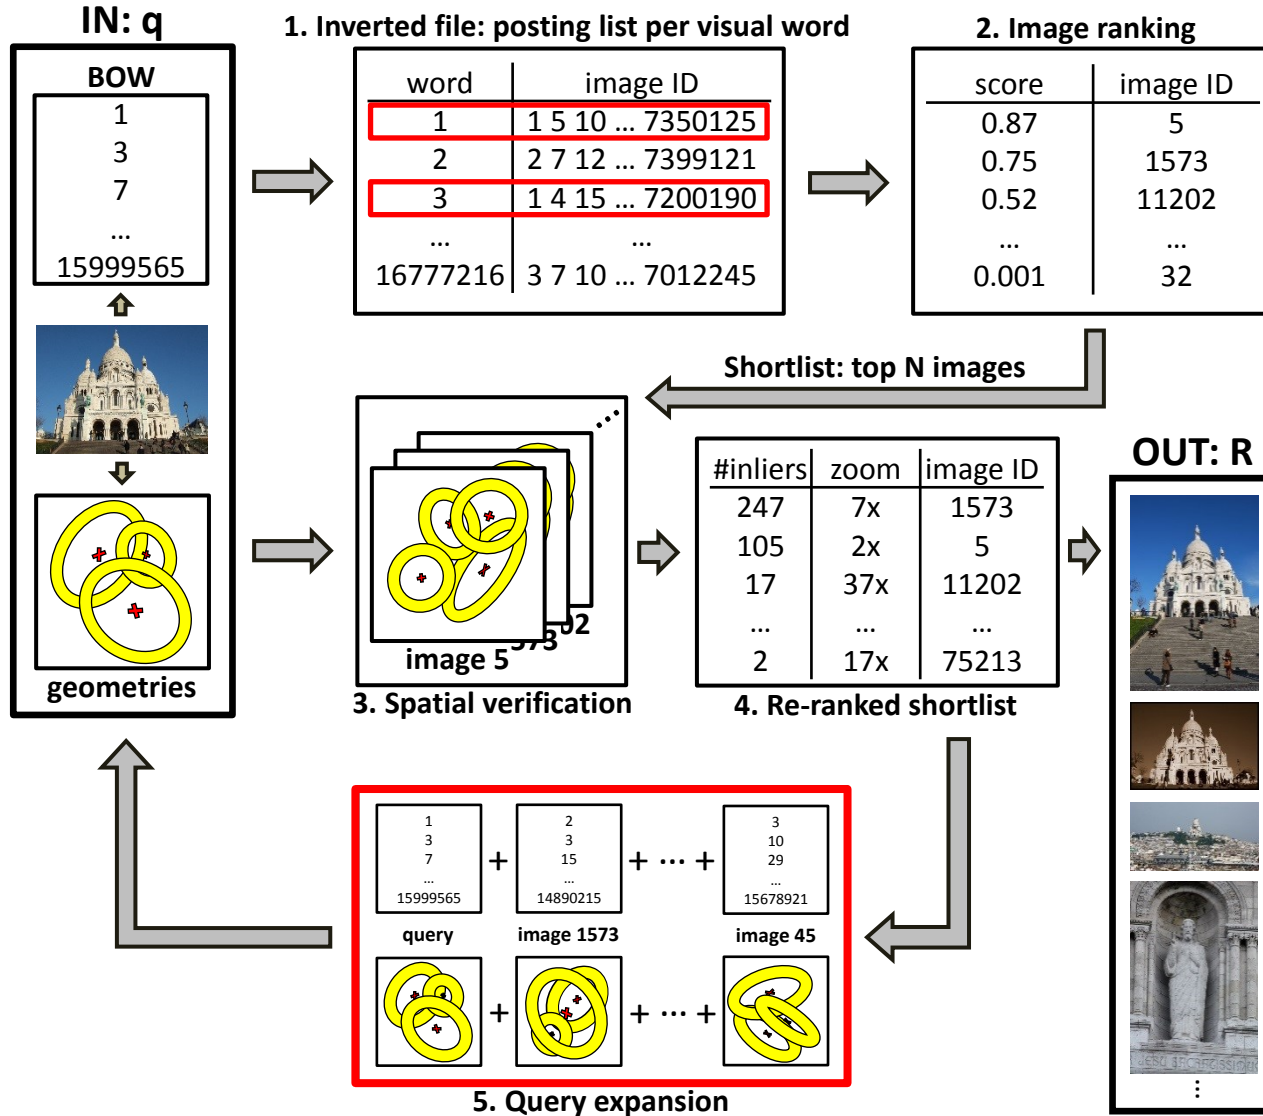 IN: q
BOW
1
3
7
...
15999565
geometries
1. Inverted file: posting list per visual word
word image ID
1 1 5 10 ... 7350125
2 2 7 12 ... 7399121
3 1 4 15 ... 7200190
... ...
16777216 3 7 10 ... 7012245
2. Image ranking
score image ID
0.87 5
0.75 1573
0.52 11202
... ...
0.001 32
Shortlist: top N images
image 5
573
02
3. Spatial verification
#inliers zoom image ID
247 7x 1573
105 2x 5
17 37x 11202
... ... ...
2 17x 75213
4. Re-ranked shortlist
OUT: R
1
3
7
...
15999565
query
+
2
3
15
...
14890215
image 1573
+ ... +
3
10
29
...
15678921
image 45
+ + ... +
5. Query expansion
...